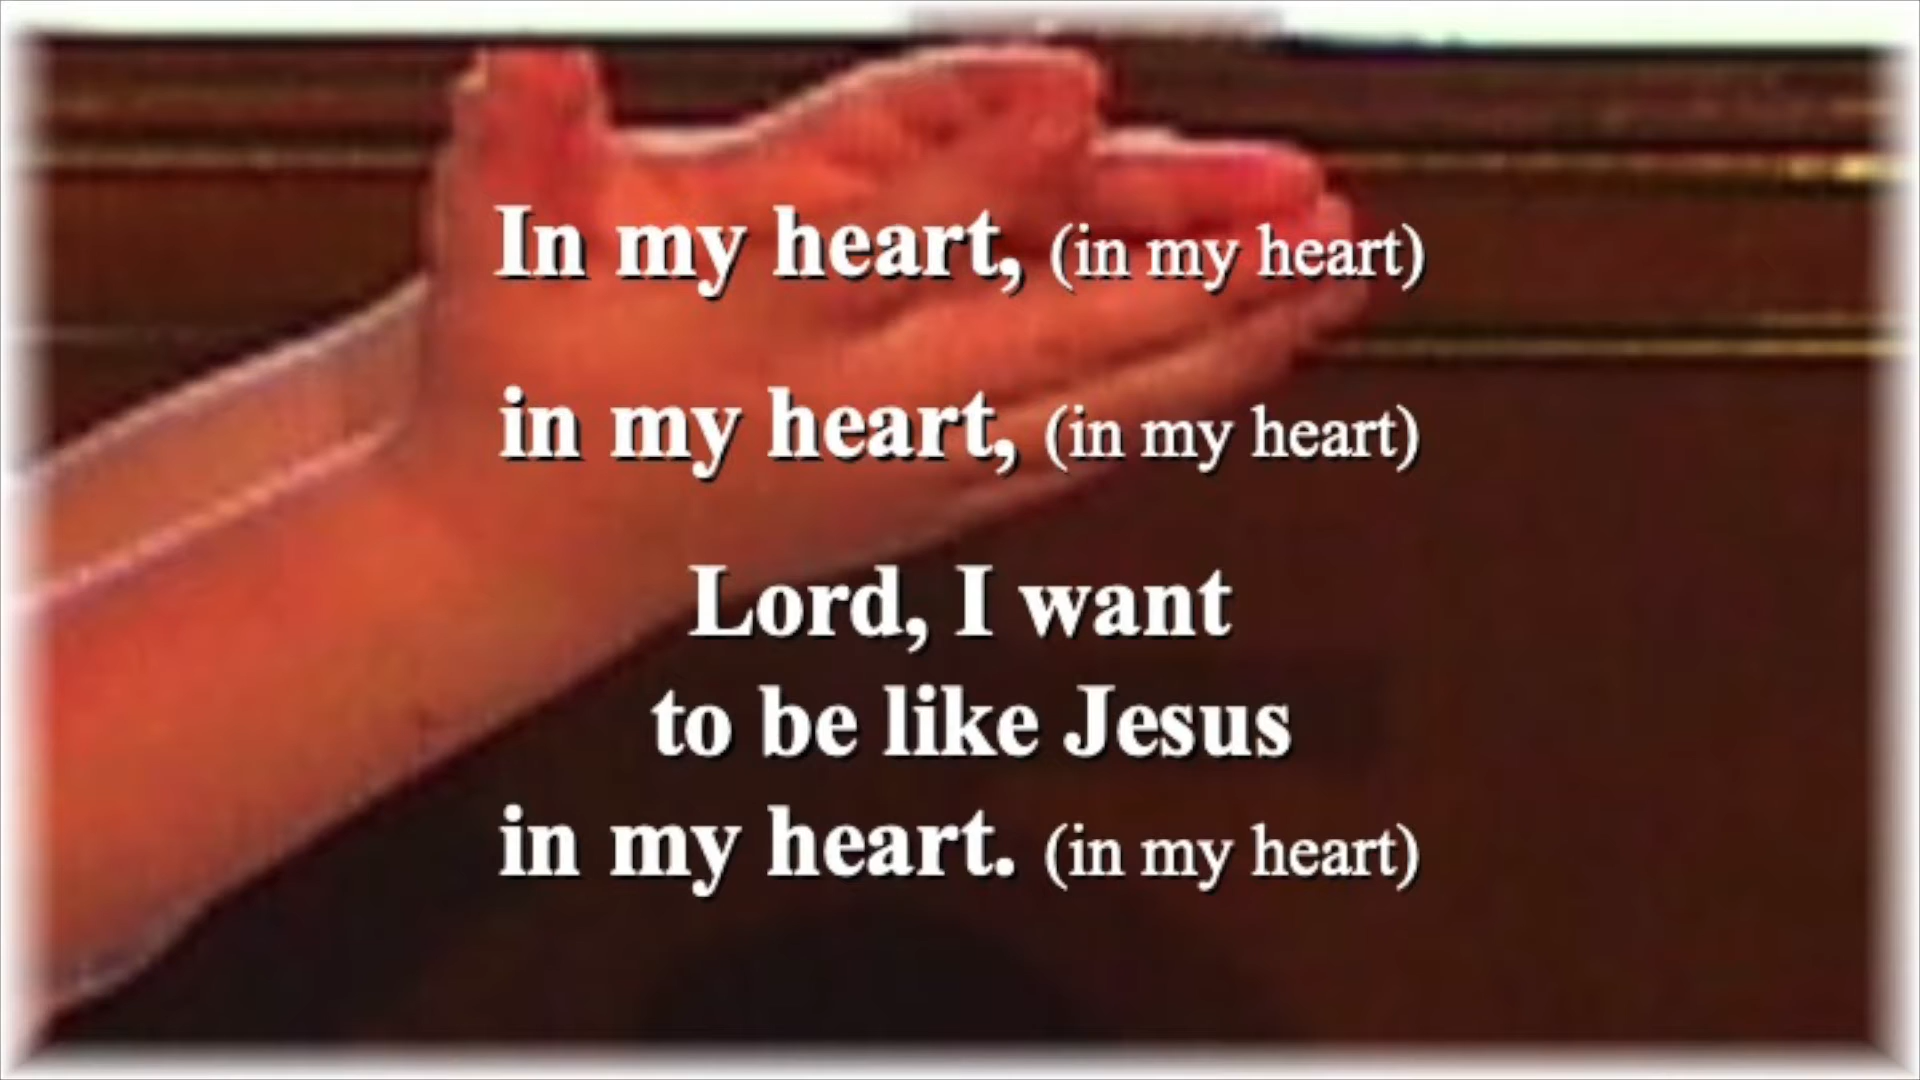 In my heart, (in my heart)
in my heart, (in my heart)
Lord, I want
to be like Jesus
in my heart. (in my heart)